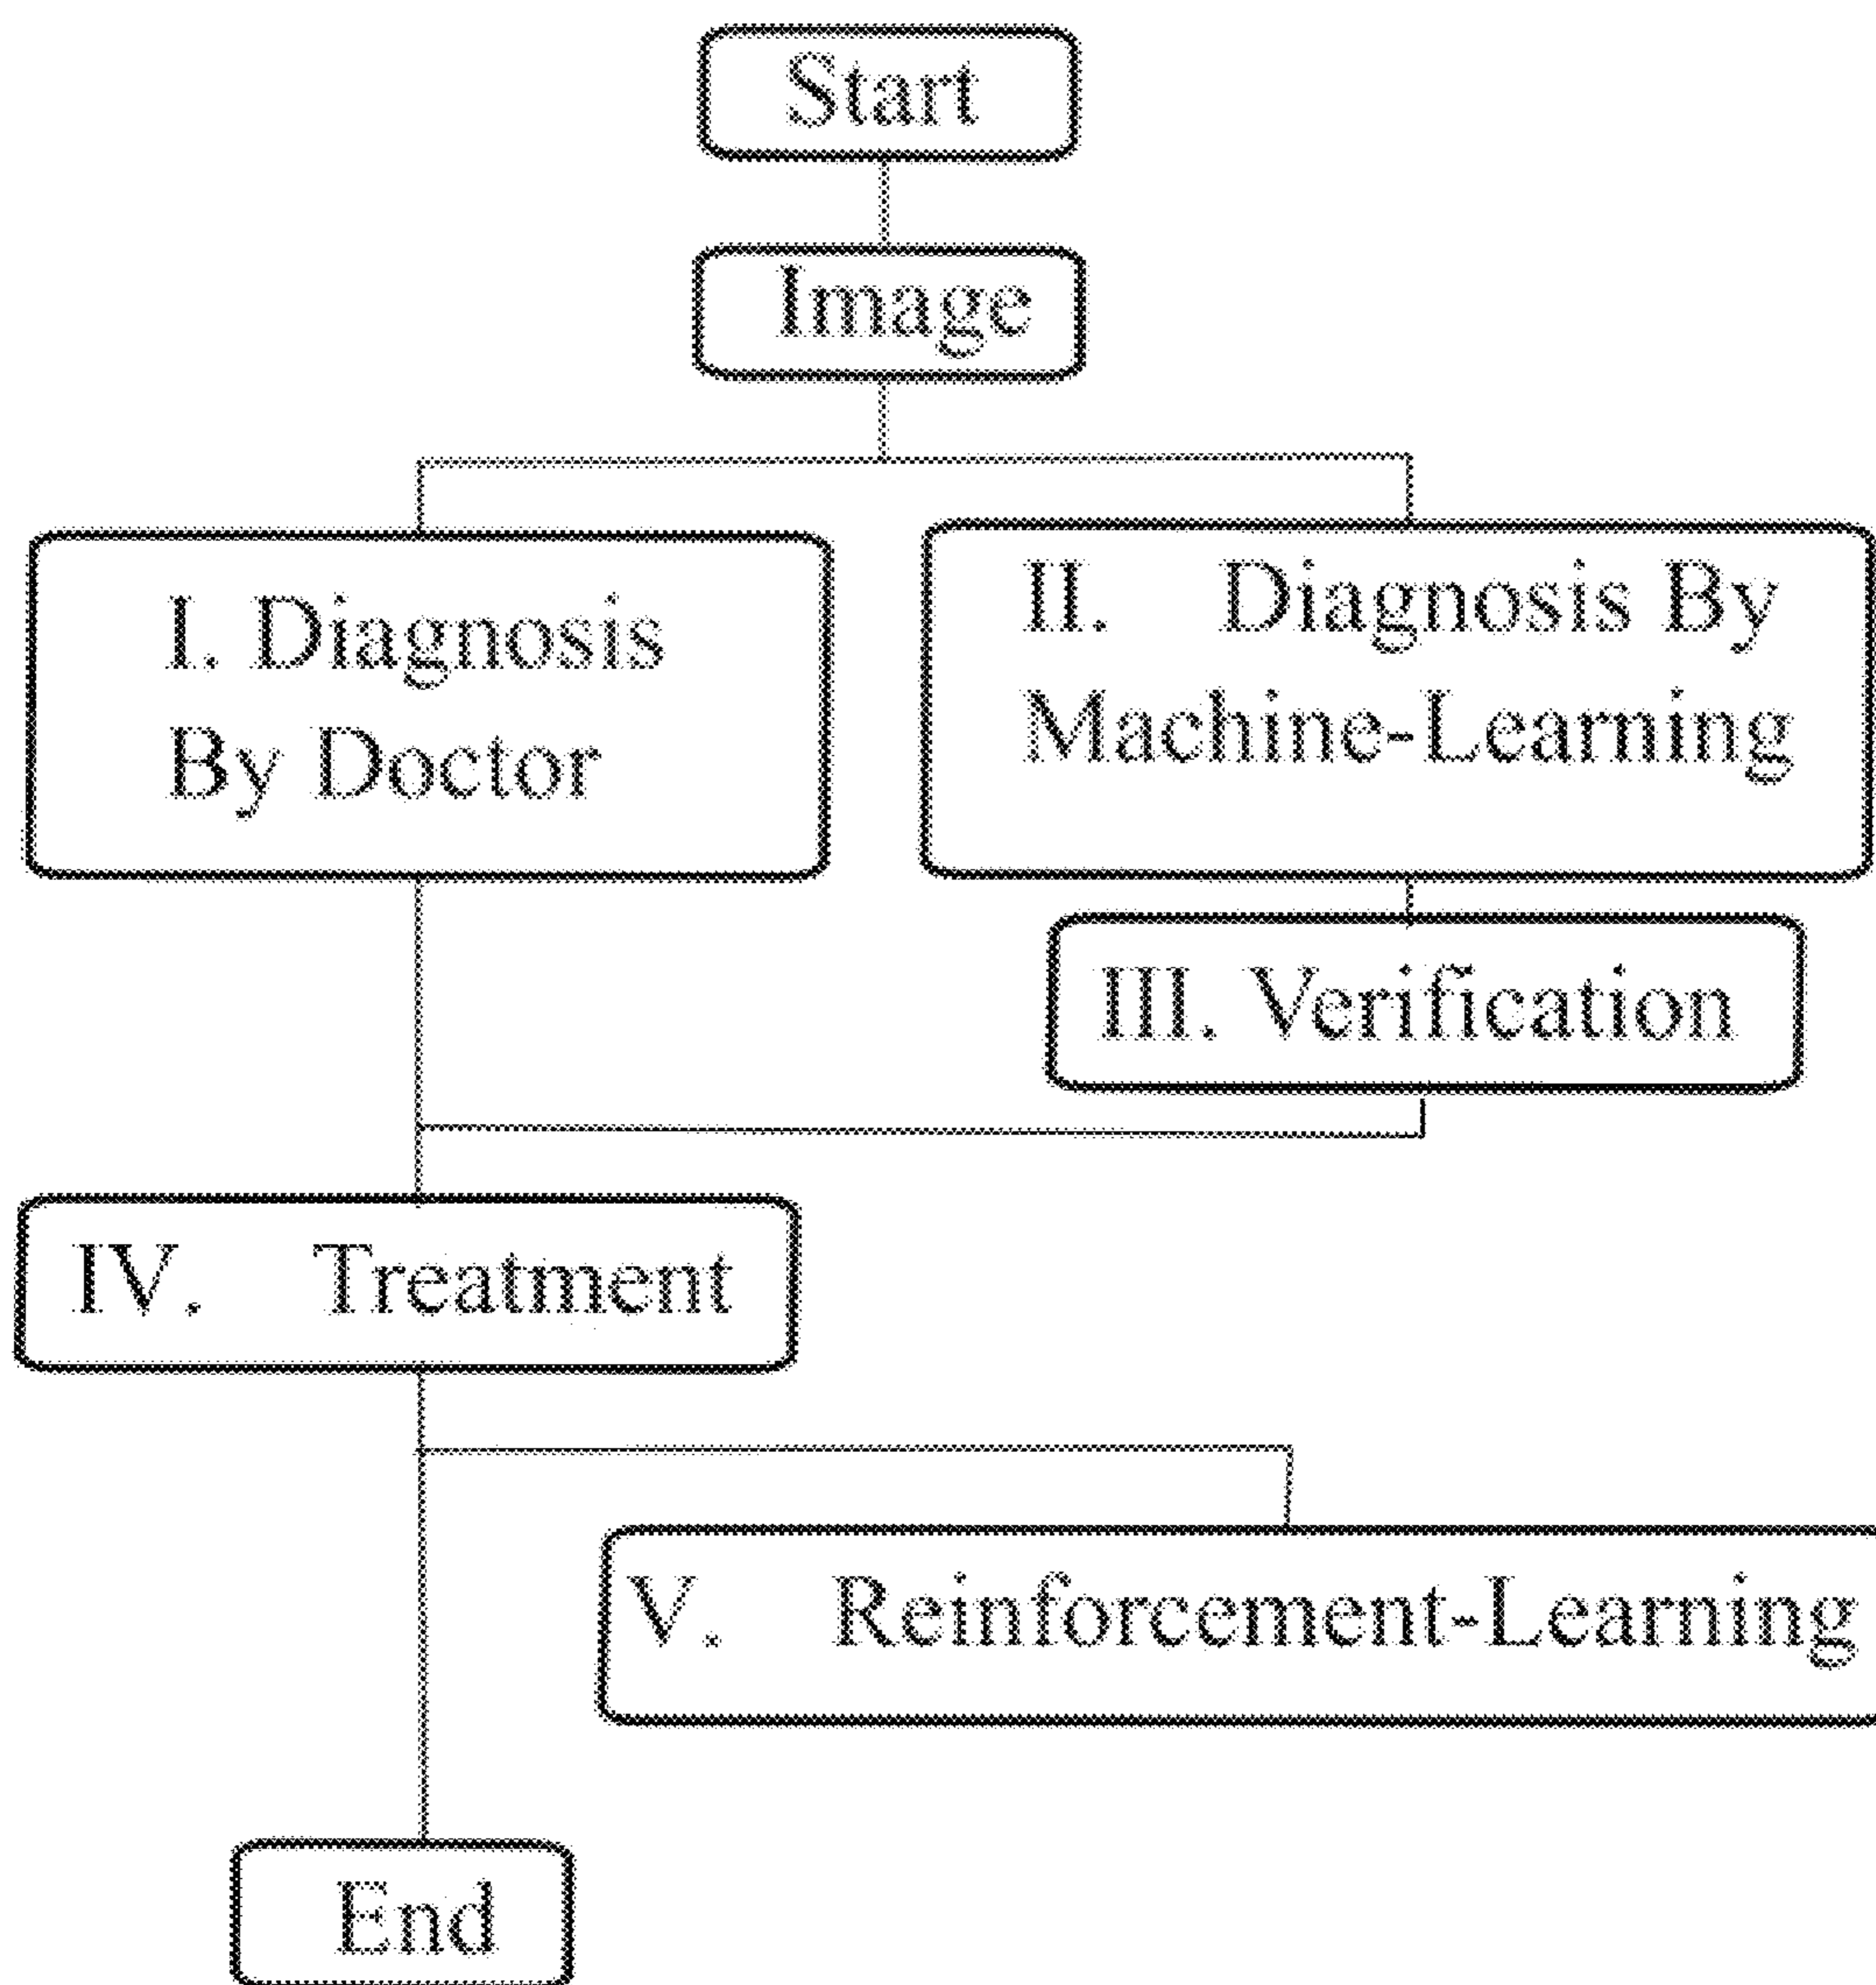 Start
Image
I. Diagnosis
By Doctor
II. Diagnosis By
Machine-Learning
III. Verification
IV. Treatment
V. Reinforcement-Learning
End